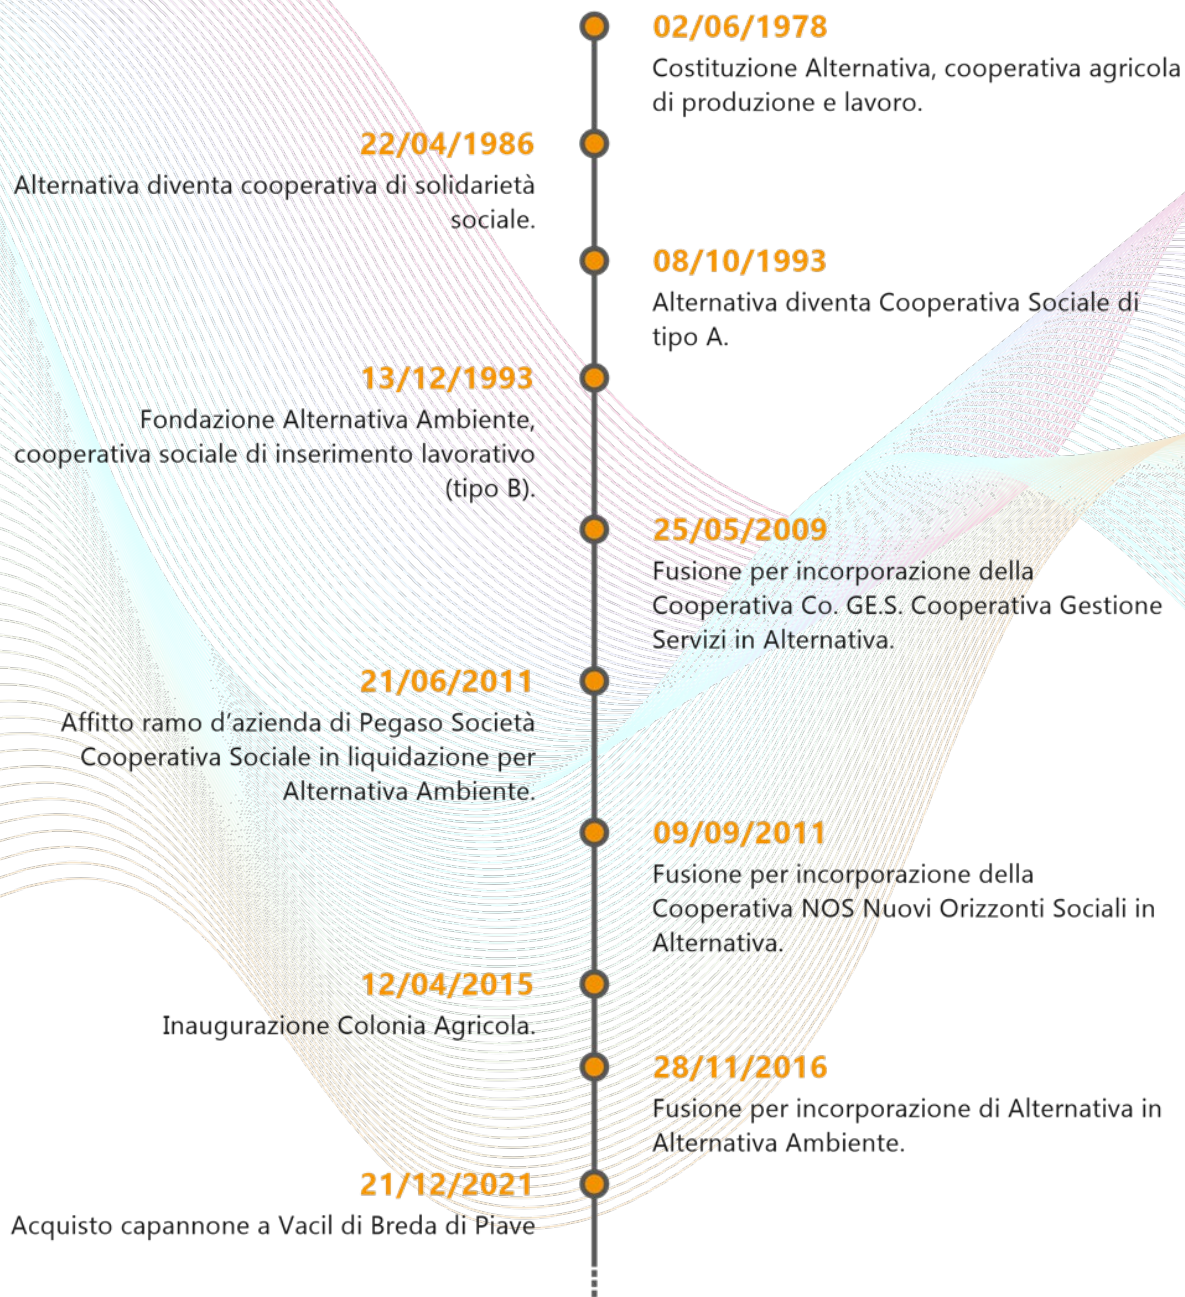 02/06/1978
Costituzione Alternativa, cooperativa agricola
di produzione e lavoro.
22/04/1986
Alternativa diventa cooperativa di solidarietà
sociale.
08/10/1993
Alternativa diventa Cooperativa Sociale di
tipo A.
13/12/1993
Fondazione Alternativa Ambiente,
cooperativa sociale di inserimento lavorativo
(tipo B).
25/05/2009
Fusione per incorporazione della
Cooperativa Co. GE.S. Cooperativa Gestione
Servizi in Alternativa.
21/06/2011
Affitto ramo d’azienda di Pegaso Società
Cooperativa Sociale in liquidazione per
Alternativa Ambiente.
09/09/2011
Fusione per incorporazione della
Cooperativa NOS Nuovi Orizzonti Sociali in
Alternativa.
12/04/2015
Inaugurazione Colonia Agricola.
28/11/2016
Fusione per incorporazione di Alternativa in
Alternativa Ambiente.
21/12/2021
Acquisto capannone a Vacil di Breda di Piave